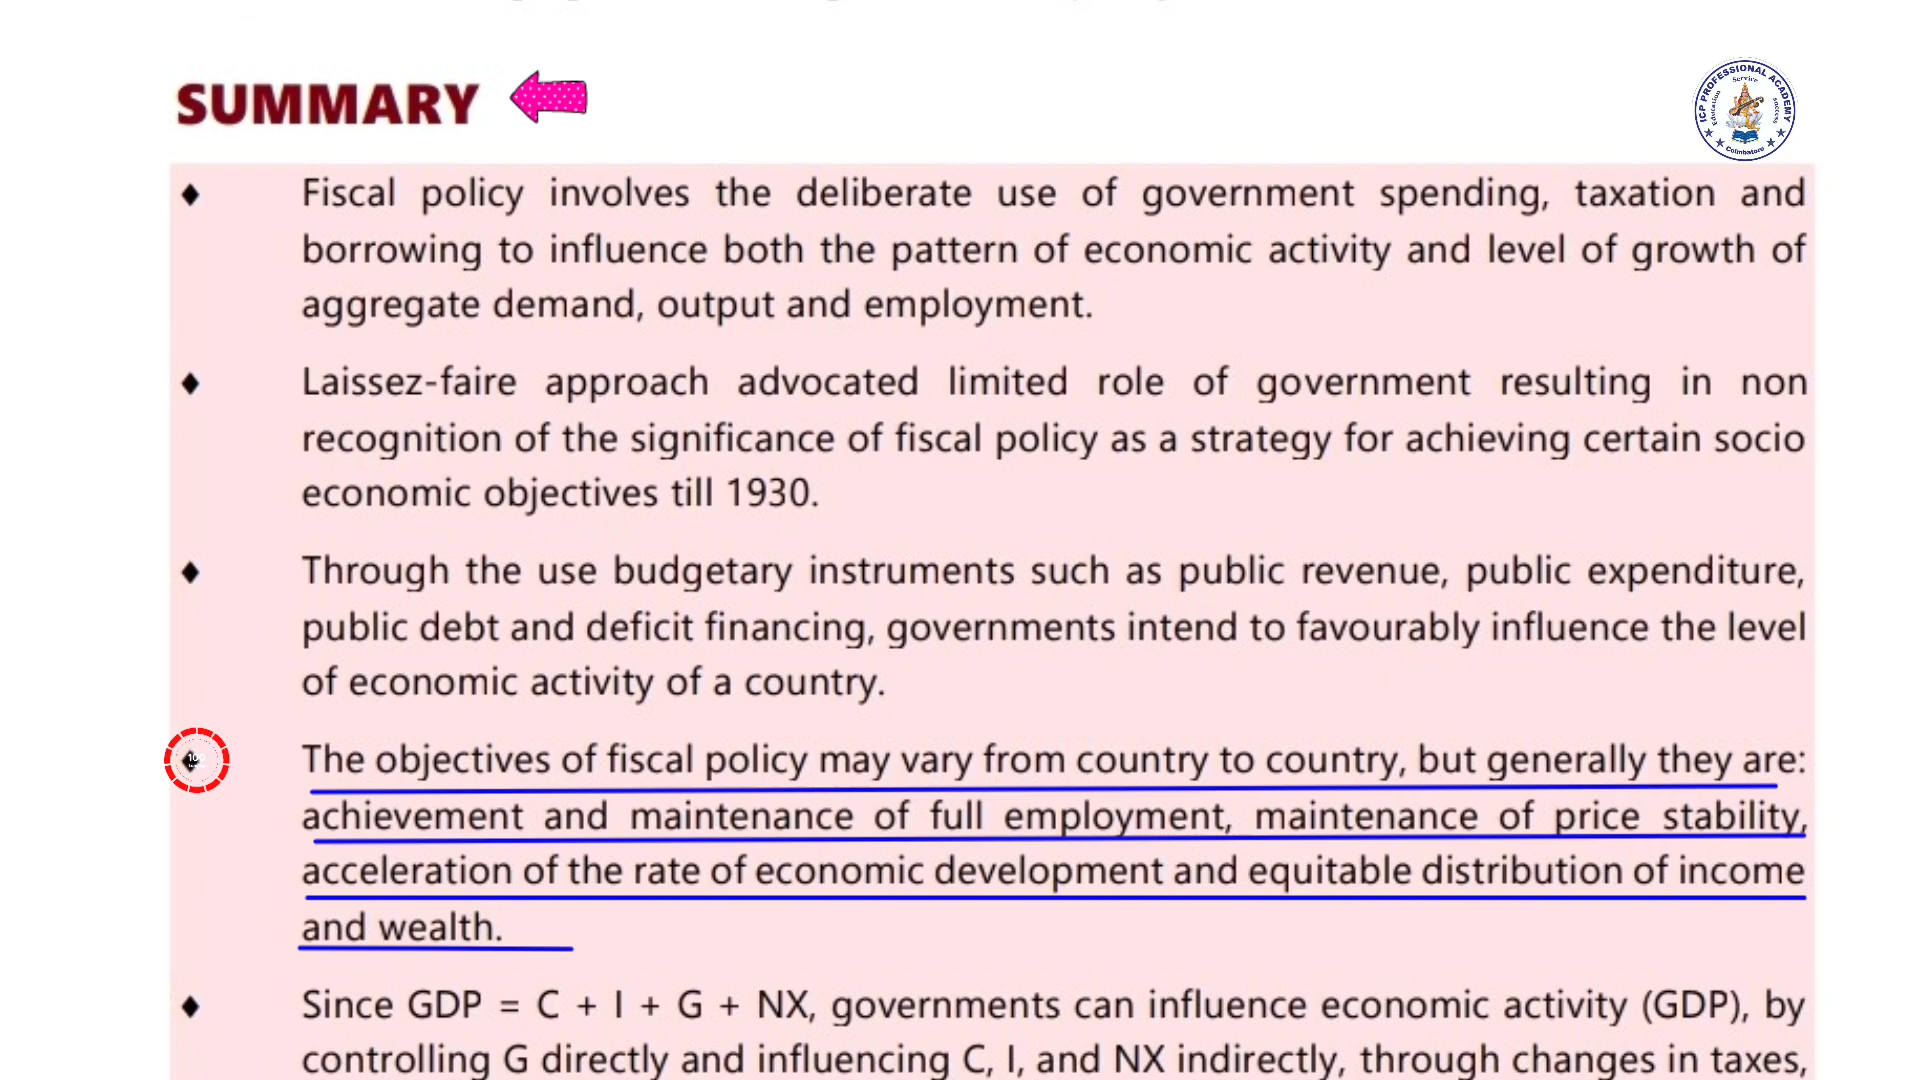 SUMMARY
ICP PROFESSIONAL ACADEMY
Service
Education
Success
Coimbatore
Fiscal policy involves the deliberate use of government spending, taxation and
borrowing to influence both the pattern of economic activity and level of growth of
aggregate demand, output and employment.
Laissez-faire approach advocated limited role of government resulting in non
recognition of the significance of fiscal policy as a strategy for achieving certain socio
economic objectives till 1930.
Through the use budgetary instruments such as public revenue, public expenditure,
public debt and deficit financing, governments intend to favourably influence the level
of economic activity of a country.
The objectives of fiscal policy may vary from country to country, but generally they are:
achievement and maintenance of full employment, maintenance of price stability,
acceleration of the rate of economic development and equitable distribution of income
and wealth.
Since GDP = C + I + G + NX, governments can influence economic activity (GDP), by
controlling G directly and influencing C, I, and NX indirectly, through changes in taxes,